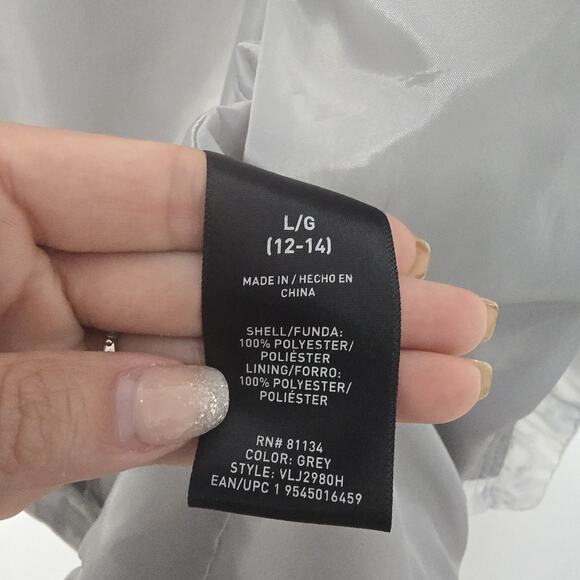 L/G
(12-14)
MADE IN / HECHO EN
CHINA
SHELL/FUNDA:
100% POLYESTER/
POLIÉSTER
LINING/FORRO:
100% POLYESTER/
POLIÉSTER
RN# 81134
COLOR: GREY
STYLE: VLJ2980H
EAN/UPC 1 9545016459